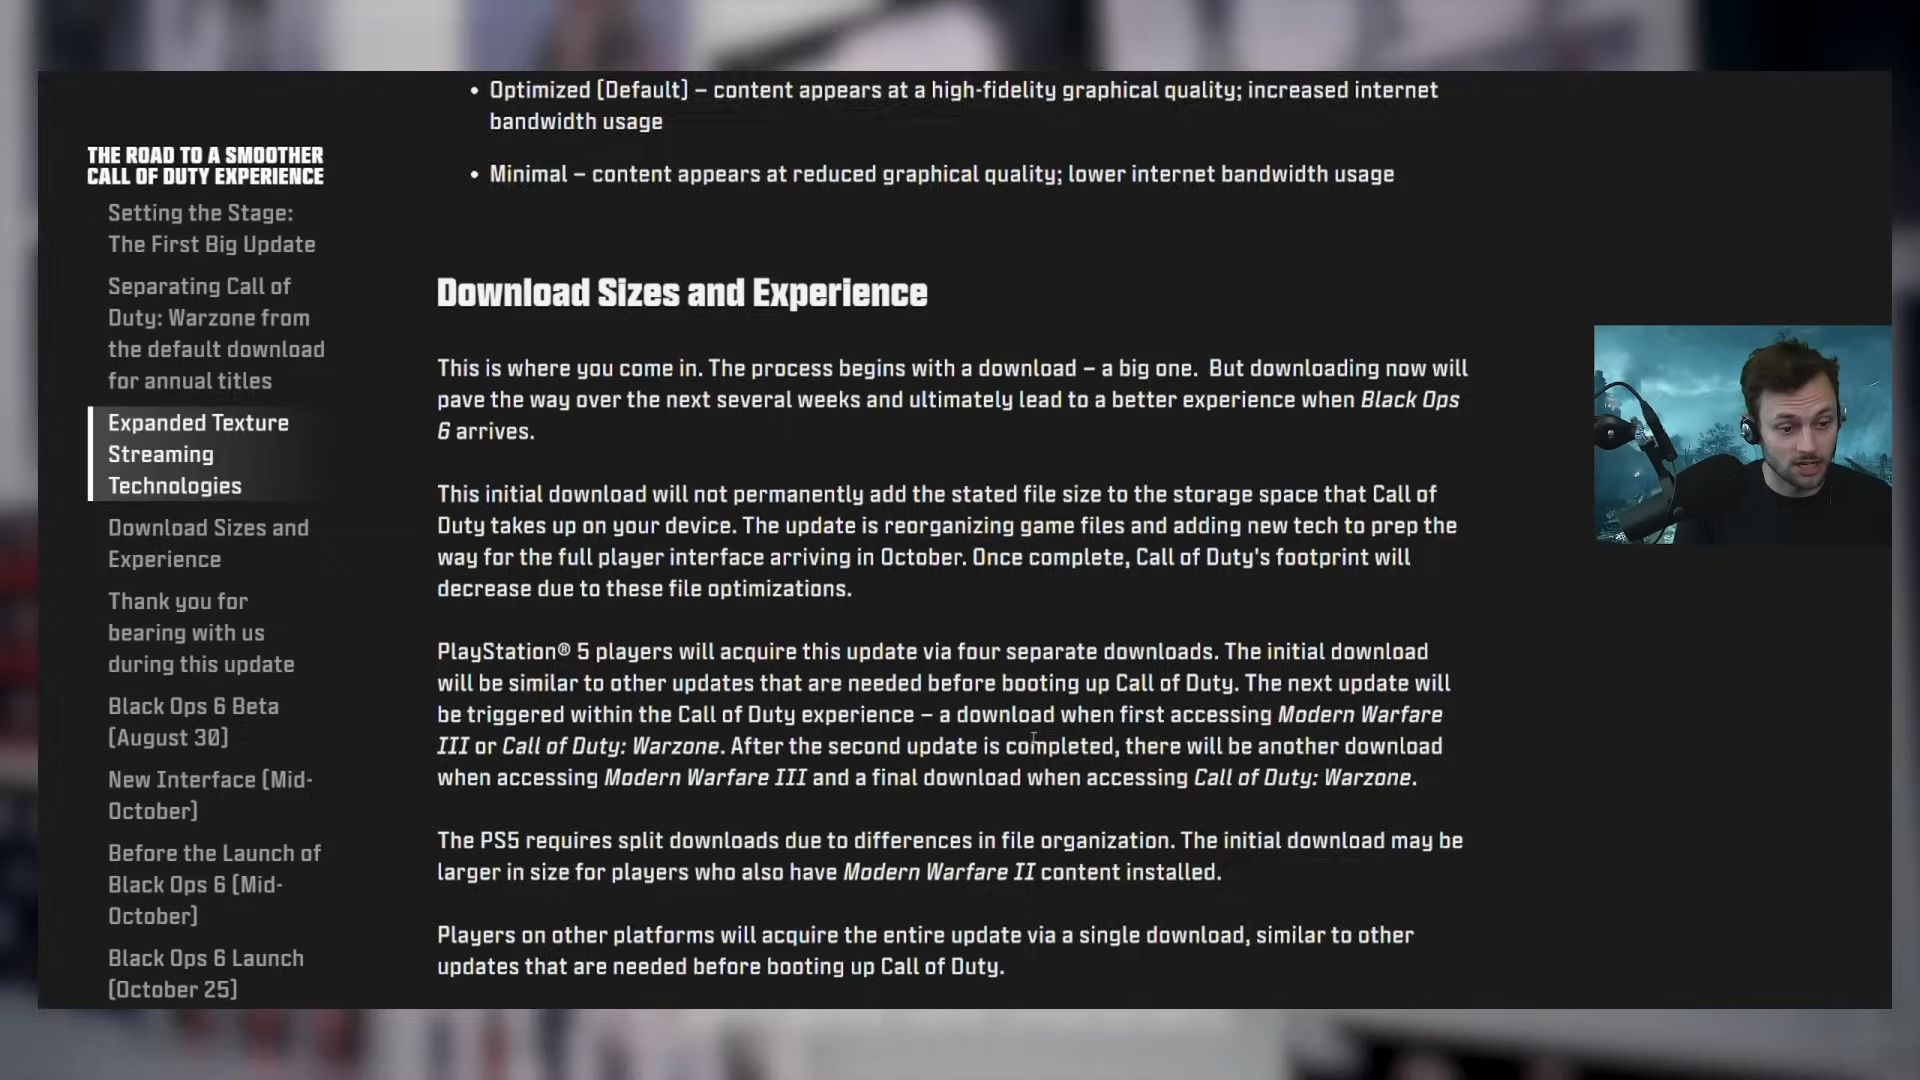 • Optimized (Default) – content appears at a high-fidelity graphical quality; increased internet
bandwidth usage
• Minimal – content appears at reduced graphical quality; lower internet bandwidth usage
THE ROAD TO A SMOOTHER
CALL OF DUTY EXPERIENCE
Setting the Stage:
The First Big Update
Separating Call of
Duty: Warzone from
the default download
for annual titles
Expanded Texture
Streaming
Technologies
Download Sizes and
Experience
Thank you for
bearing with us
during this update
Black Ops 6 Beta
(August 30)
New Interface (Mid-
October)
Before the Launch of
Black Ops 6 (Mid-
October)
Black Ops 6 Launch
(October 25)
Download Sizes and Experience
This is where you come in. The process begins with a download – a big one. But downloading now will
pave the way over the next several weeks and ultimately lead to a better experience when Black Ops
6 arrives.
This initial download will not permanently add the stated file size to the storage space that Call of
Duty takes up on your device. The update is reorganizing game files and adding new tech to prep the
way for the full player interface arriving in October. Once complete, Call of Duty's footprint will
decrease due to these file optimizations.
PlayStation® 5 players will acquire this update via four separate downloads. The initial download
will be similar to other updates that are needed before booting up Call of Duty. The next update will
be triggered within the Call of Duty experience – a download when first accessing Modern Warfare
III or Call of Duty: Warzone. After the second update is completed, there will be another download
when accessing Modern Warfare III and a final download when accessing Call of Duty: Warzone.
The PS5 requires split downloads due to differences in file organization. The initial download may be
larger in size for players who also have Modern Warfare II content installed.
Players on other platforms will acquire the entire update via a single download, similar to other
updates that are needed before booting up Call of Duty.